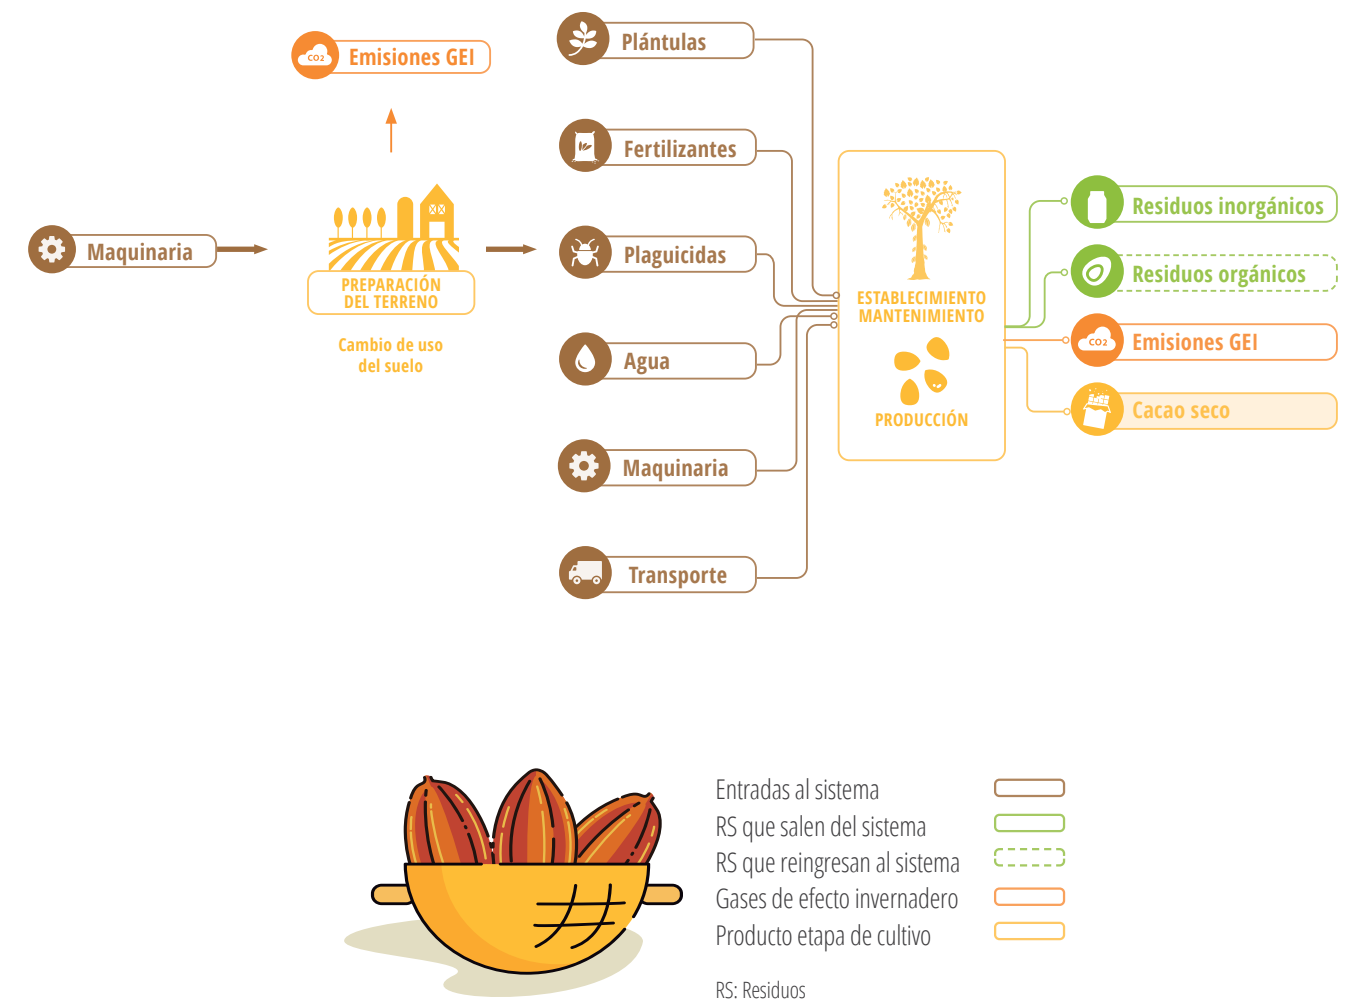 Maquinaria
CO2
Emisiones GEI
PREPARACIÓN
DEL TERRENO
Cambio de uso
del suelo
Plántulas
Fertilizantes
Plaguicidas
Agua
Maquinaria
Transporte
ESTABLECIMIENTO
MANTENIMIENTO
PRODUCCIÓN
Residuos inorgánicos
Residuos orgánicos
CO2
Emisiones GEI
Cacao seco
Entradas al sistema
RS que salen del sistema
RS que reingresan al sistema
Gases de efecto invernadero
Producto etapa de cultivo
RS: Residuos